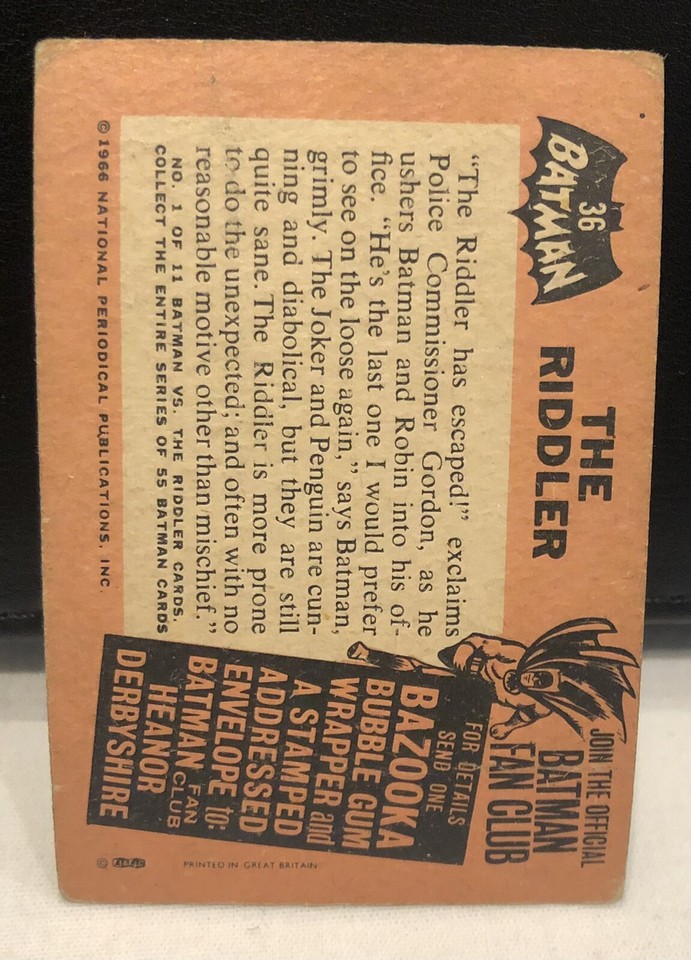 36
BATMAN
THE
RIDDLER
"The Riddler has escaped!" exclaims
Police Commissioner Gordon, as he
ushers Batman and Robin into his of-
fice. "He's the last one I would prefer
to see on the loose again," says Batman,
grimly. The Joker and Penguin are cun-
ning and diabolical, but they are still
quite sane. The Riddler is more prone
to do the unexpected; and often with no
reasonable motive other than mischief."
NO. 1 OF 11 BATMAN VS. THE RIDDLER CARDS.
COLLECT THE ENTIRE SERIES OF 55 BATMAN CARDS
© 1966 NATIONAL PERIODICAL PUBLICATIONS, INC.
JOIN THE OFFICIAL
BATMAN
FAN CLUB
FOR DETAILS
SEND ONE
BAZOOKA
BUBBLE GUM
WRAPPER and
A STAMPED
ADDRESSED
ENVELOPE to:
BATMAN FAN CLUB
HEANOR
DERBYSHIRE
© A&BC
PRINTED IN GREAT BRITAIN